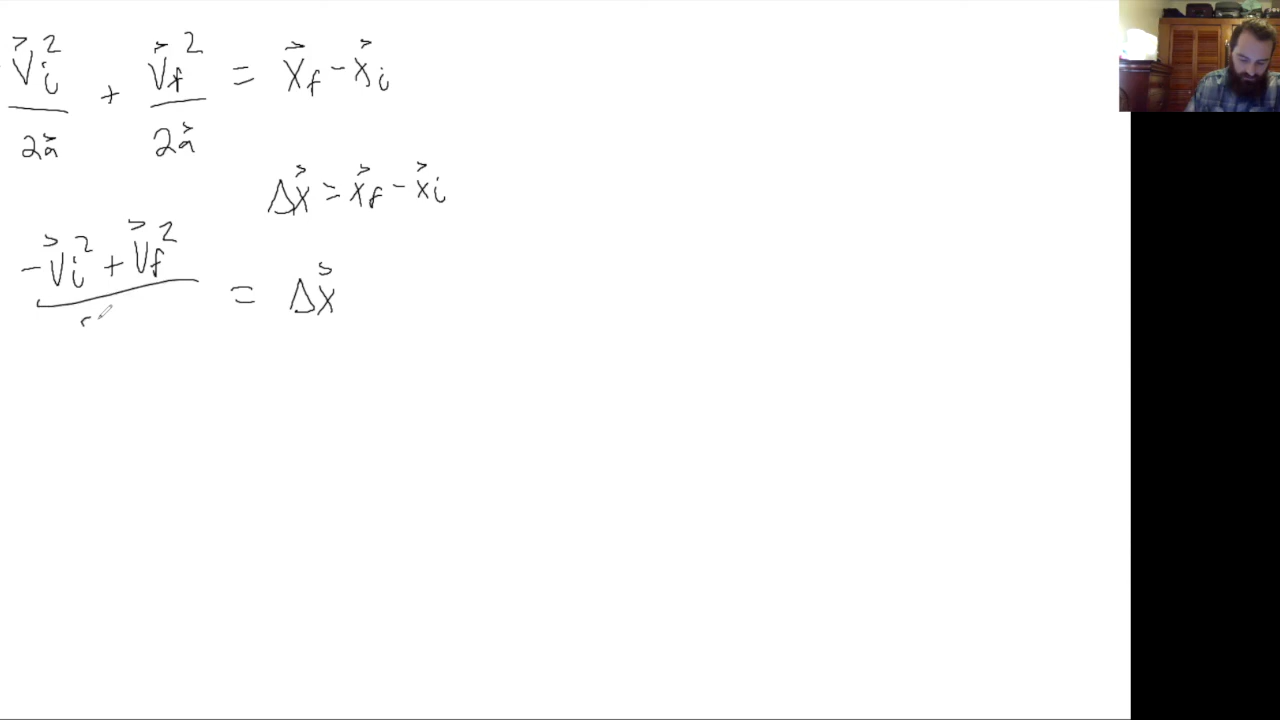 -v⃗i² / 2a⃗ + v⃗f² / 2a⃗ = x⃗f - x⃗i
Δx⃗ = x⃗f - x⃗i
-v⃗i² + v⃗f² / = Δx⃗